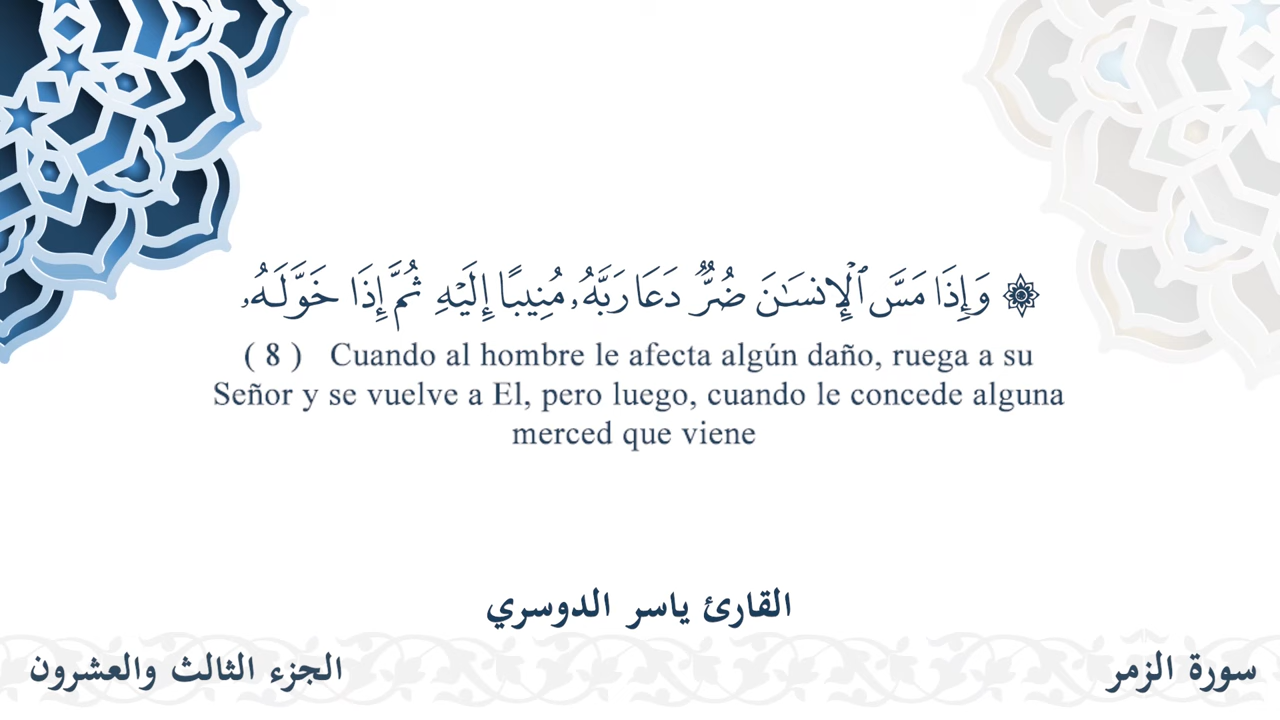 ۞ وَإِذَا مَسَّ ٱلْإِنسَـٰنَ ضُرٌّ دَعَا رَبَّهُۥ مُنِيبًا إِلَيْهِ ثُمَّ إِذَا خَوَّلَهُۥ
( 8 ) Cuando al hombre le afecta algún daño, ruega a su
Señor y se vuelve a El, pero luego, cuando le concede alguna
merced que viene
القارئ ياسر الدوسري
سورة الزمر
الجزء الثالث والعشرون